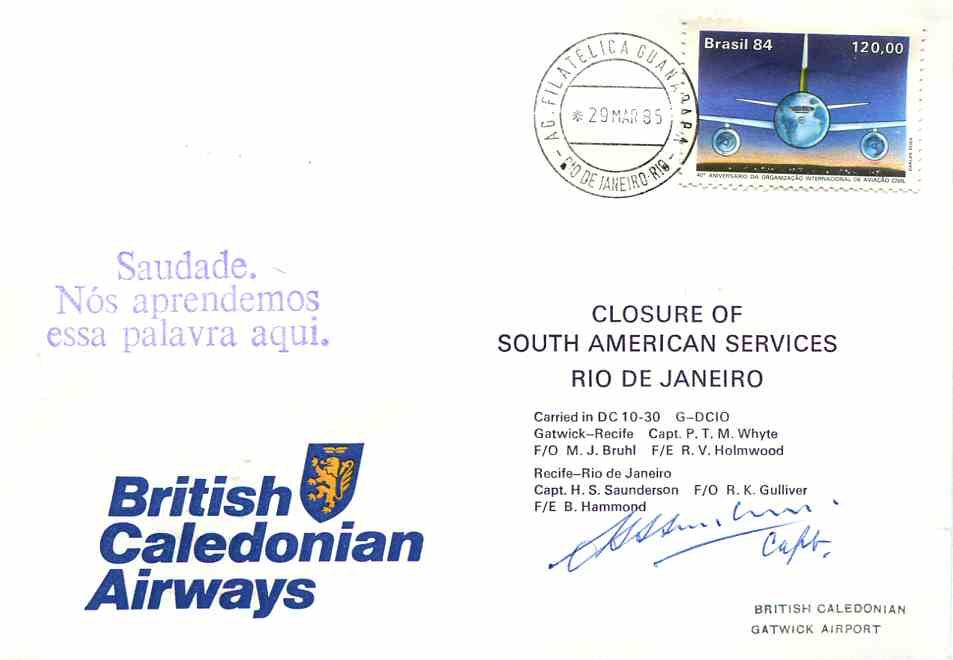 Brasil 84 120,00
40º ANIVERSÁRIO DA ORGANIZAÇÃO INTERNACIONAL DE AVIAÇÃO CIVIL
AG. FILATÉLICA GUANABARA
* 29 MAR 85
- RIO DE JANEIRO-RIO -
Saudade.
Nós aprendemos
essa palavra aqui.
CLOSURE OF
SOUTH AMERICAN SERVICES
RIO DE JANEIRO
Carried in DC 10-30 G–DCIO
Gatwick–Recife Capt. P. T. M. Whyte
F/O M. J. Bruhl F/E R. V. Holmwood
Recife–Rio de Janeiro
Capt. H. S. Saunderson F/O R. K. Gulliver
F/E B. Hammond
Capt.
British
Caledonian
Airways
BRITISH CALEDONIAN
GATWICK AIRPORT